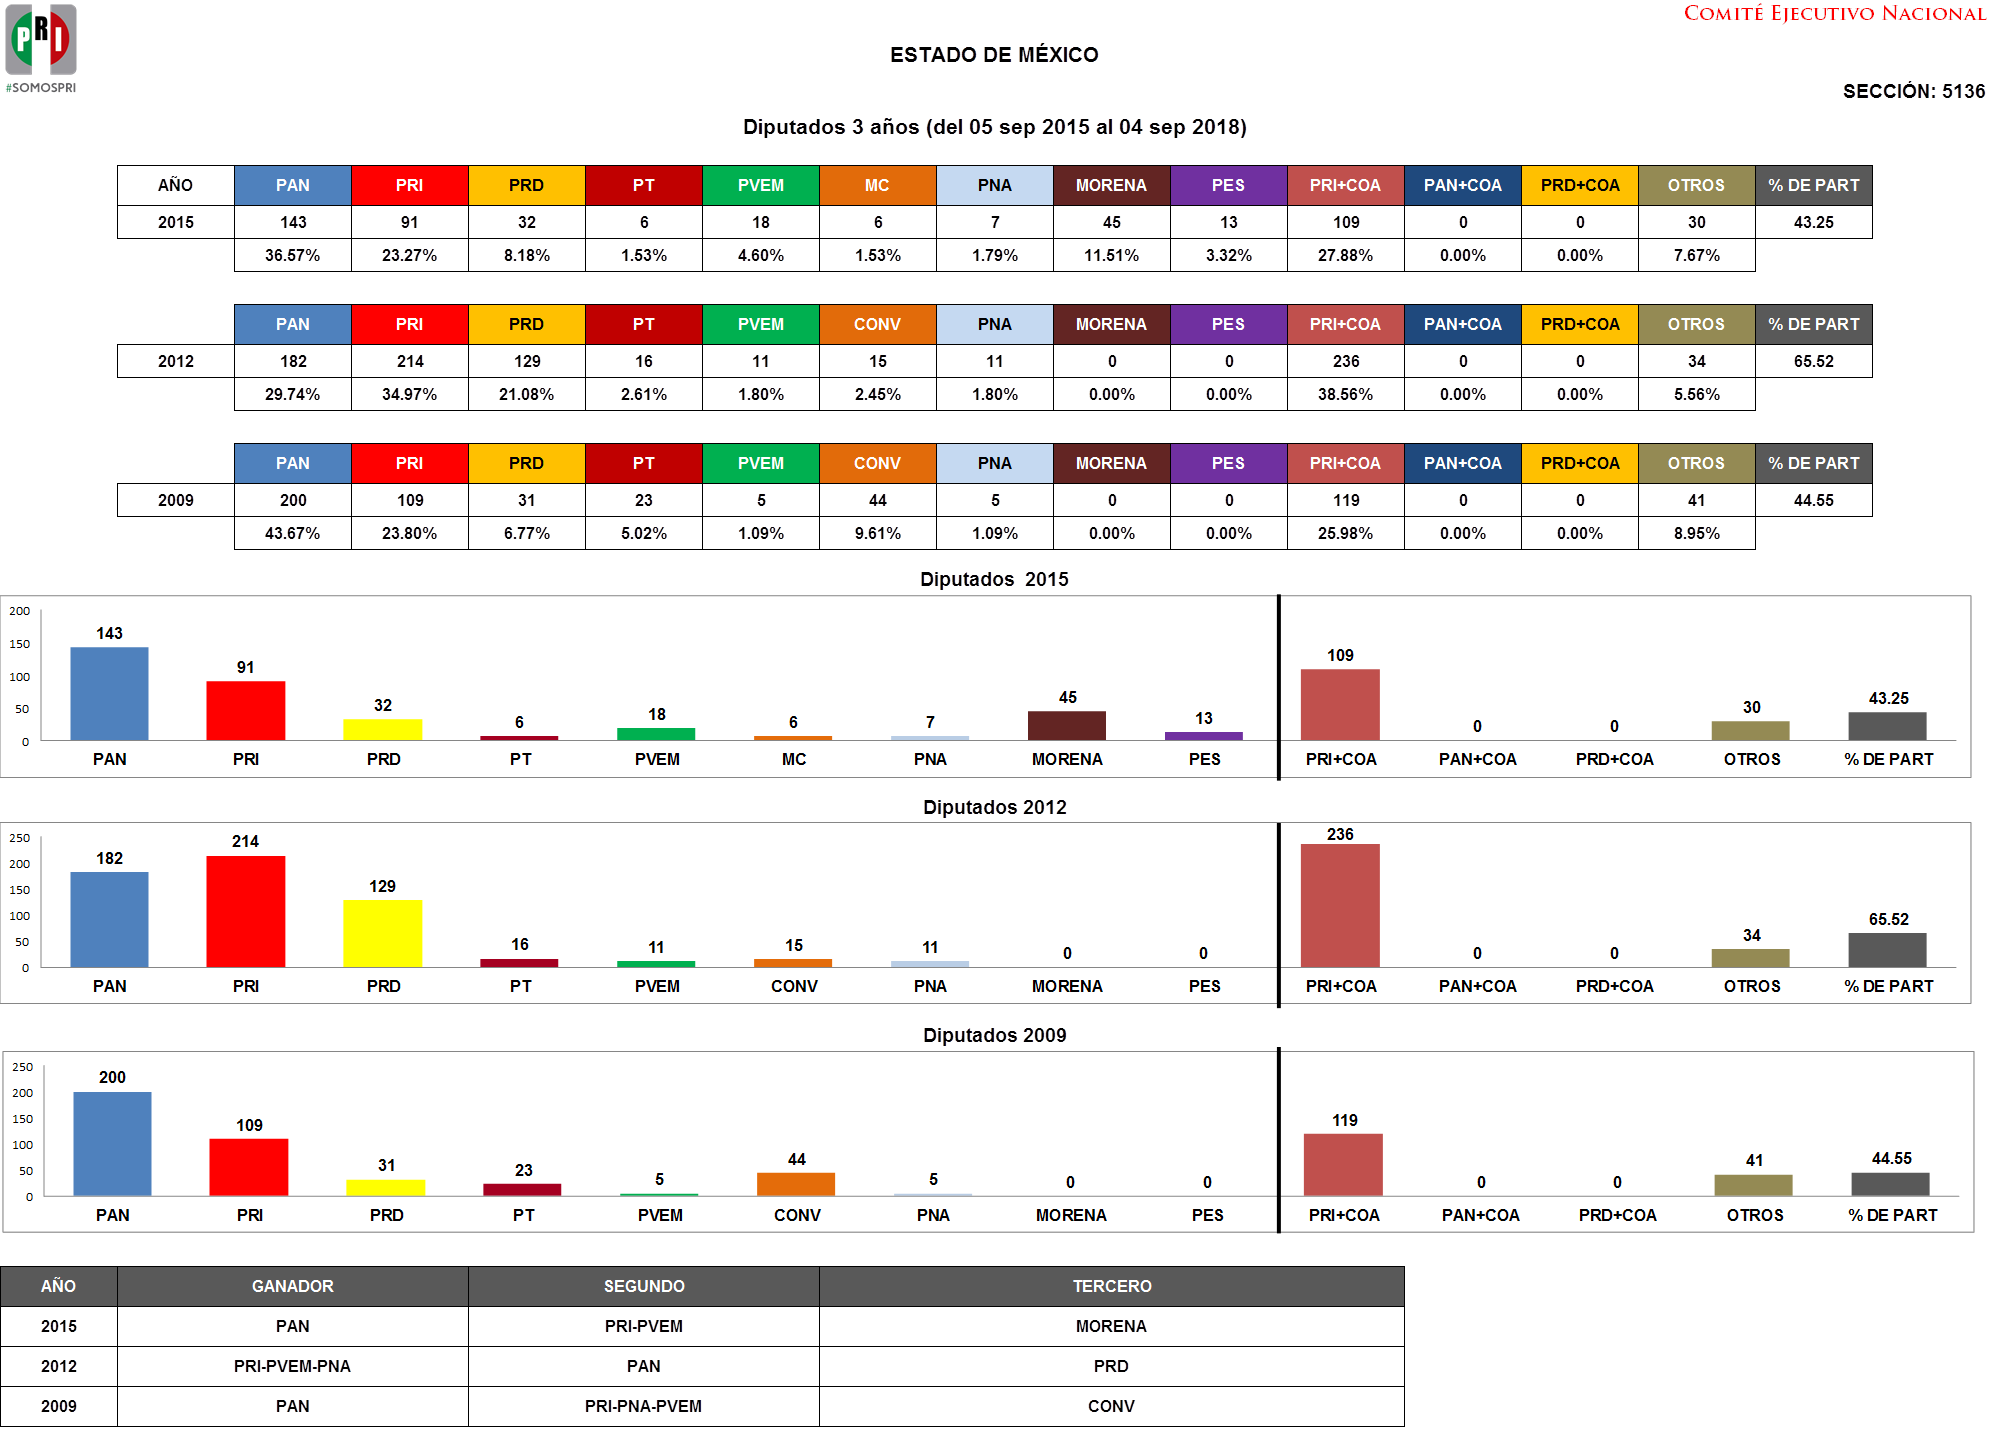 PRI
#SOMOSPRI
COMITÉ EJECUTIVO NACIONAL
ESTADO DE MÉXICO
SECCIÓN: 5136
Diputados 3 años (del 05 sep 2015 al 04 sep 2018)
AÑO PAN PRI PRD PT PVEM MC PNA MORENA PES PRI+COA PAN+COA PRD+COA OTROS % DE PART
2015 143 91 32 6 18 6 7 45 13 109 0 0 30 43.25
36.57% 23.27% 8.18% 1.53% 4.60% 1.53% 1.79% 11.51% 3.32% 27.88% 0.00% 0.00% 7.67%
PAN PRI PRD PT PVEM CONV PNA MORENA PES PRI+COA PAN+COA PRD+COA OTROS % DE PART
2012 182 214 129 16 11 15 11 0 0 236 0 0 34 65.52
29.74% 34.97% 21.08% 2.61% 1.80% 2.45% 1.80% 0.00% 0.00% 38.56% 0.00% 0.00% 5.56%
PAN PRI PRD PT PVEM CONV PNA MORENA PES PRI+COA PAN+COA PRD+COA OTROS % DE PART
2009 200 109 31 23 5 44 5 0 0 119 0 0 41 44.55
43.67% 23.80% 6.77% 5.02% 1.09% 9.61% 1.09% 0.00% 0.00% 25.98% 0.00% 0.00% 8.95%
Diputados 2015
200
150
100
50
0
143 91 32 6 18 6 7 45 13 109 0 0 30 43.25
PAN PRI PRD PT PVEM MC PNA MORENA PES PRI+COA PAN+COA PRD+COA OTROS % DE PART
Diputados 2012
250
200
150
100
50
0
182 214 129 16 11 15 11 0 0 236 0 0 34 65.52
PAN PRI PRD PT PVEM CONV PNA MORENA PES PRI+COA PAN+COA PRD+COA OTROS % DE PART
Diputados 2009
250
200
150
100
50
0
200 109 31 23 5 44 5 0 0 119 0 0 41 44.55
PAN PRI PRD PT PVEM CONV PNA MORENA PES PRI+COA PAN+COA PRD+COA OTROS % DE PART
AÑO GANADOR SEGUNDO TERCERO
2015 PAN PRI-PVEM MORENA
2012 PRI-PVEM-PNA PAN PRD
2009 PAN PRI-PNA-PVEM CONV